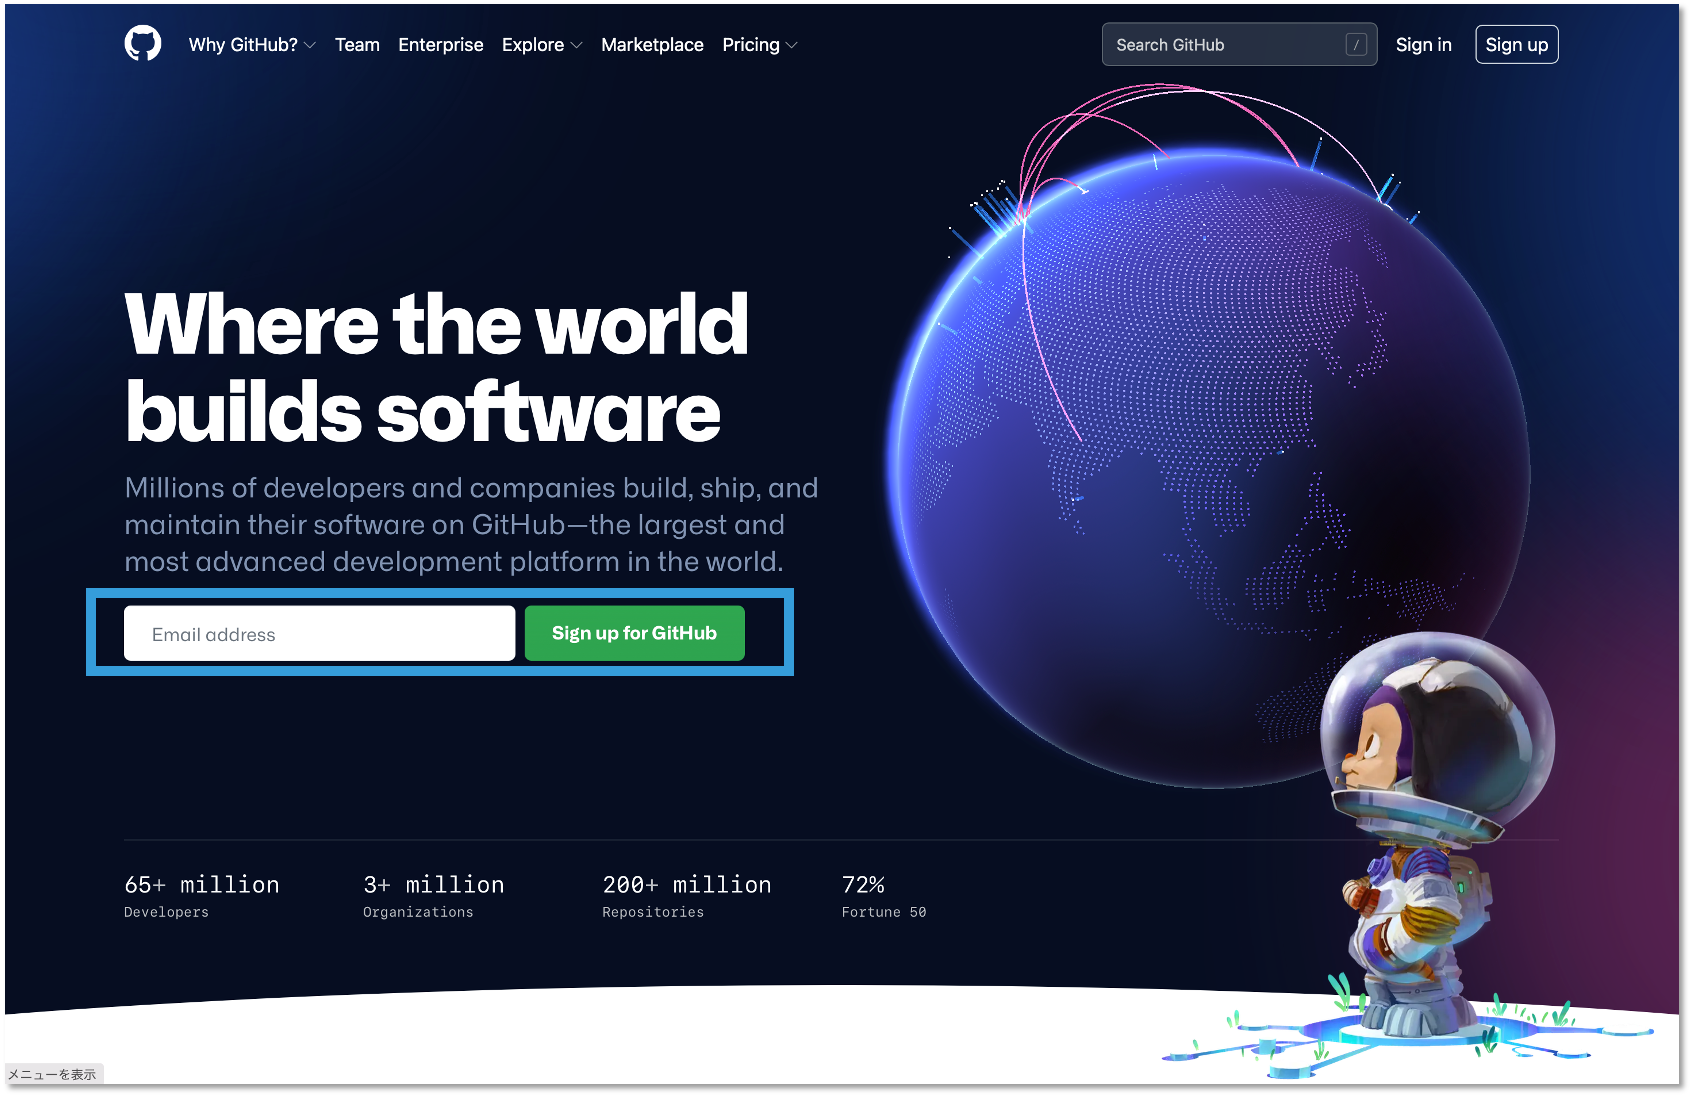 Why GitHub? Team Enterprise Explore Marketplace Pricing Search GitHub / Sign in Sign up
Where the world
builds software
Millions of developers and companies build, ship, and
maintain their software on GitHub—the largest and
most advanced development platform in the world.
Email address Sign up for GitHub
65+ million 3+ million 200+ million 72%
Developers Organizations Repositories Fortune 50
メニューを表示